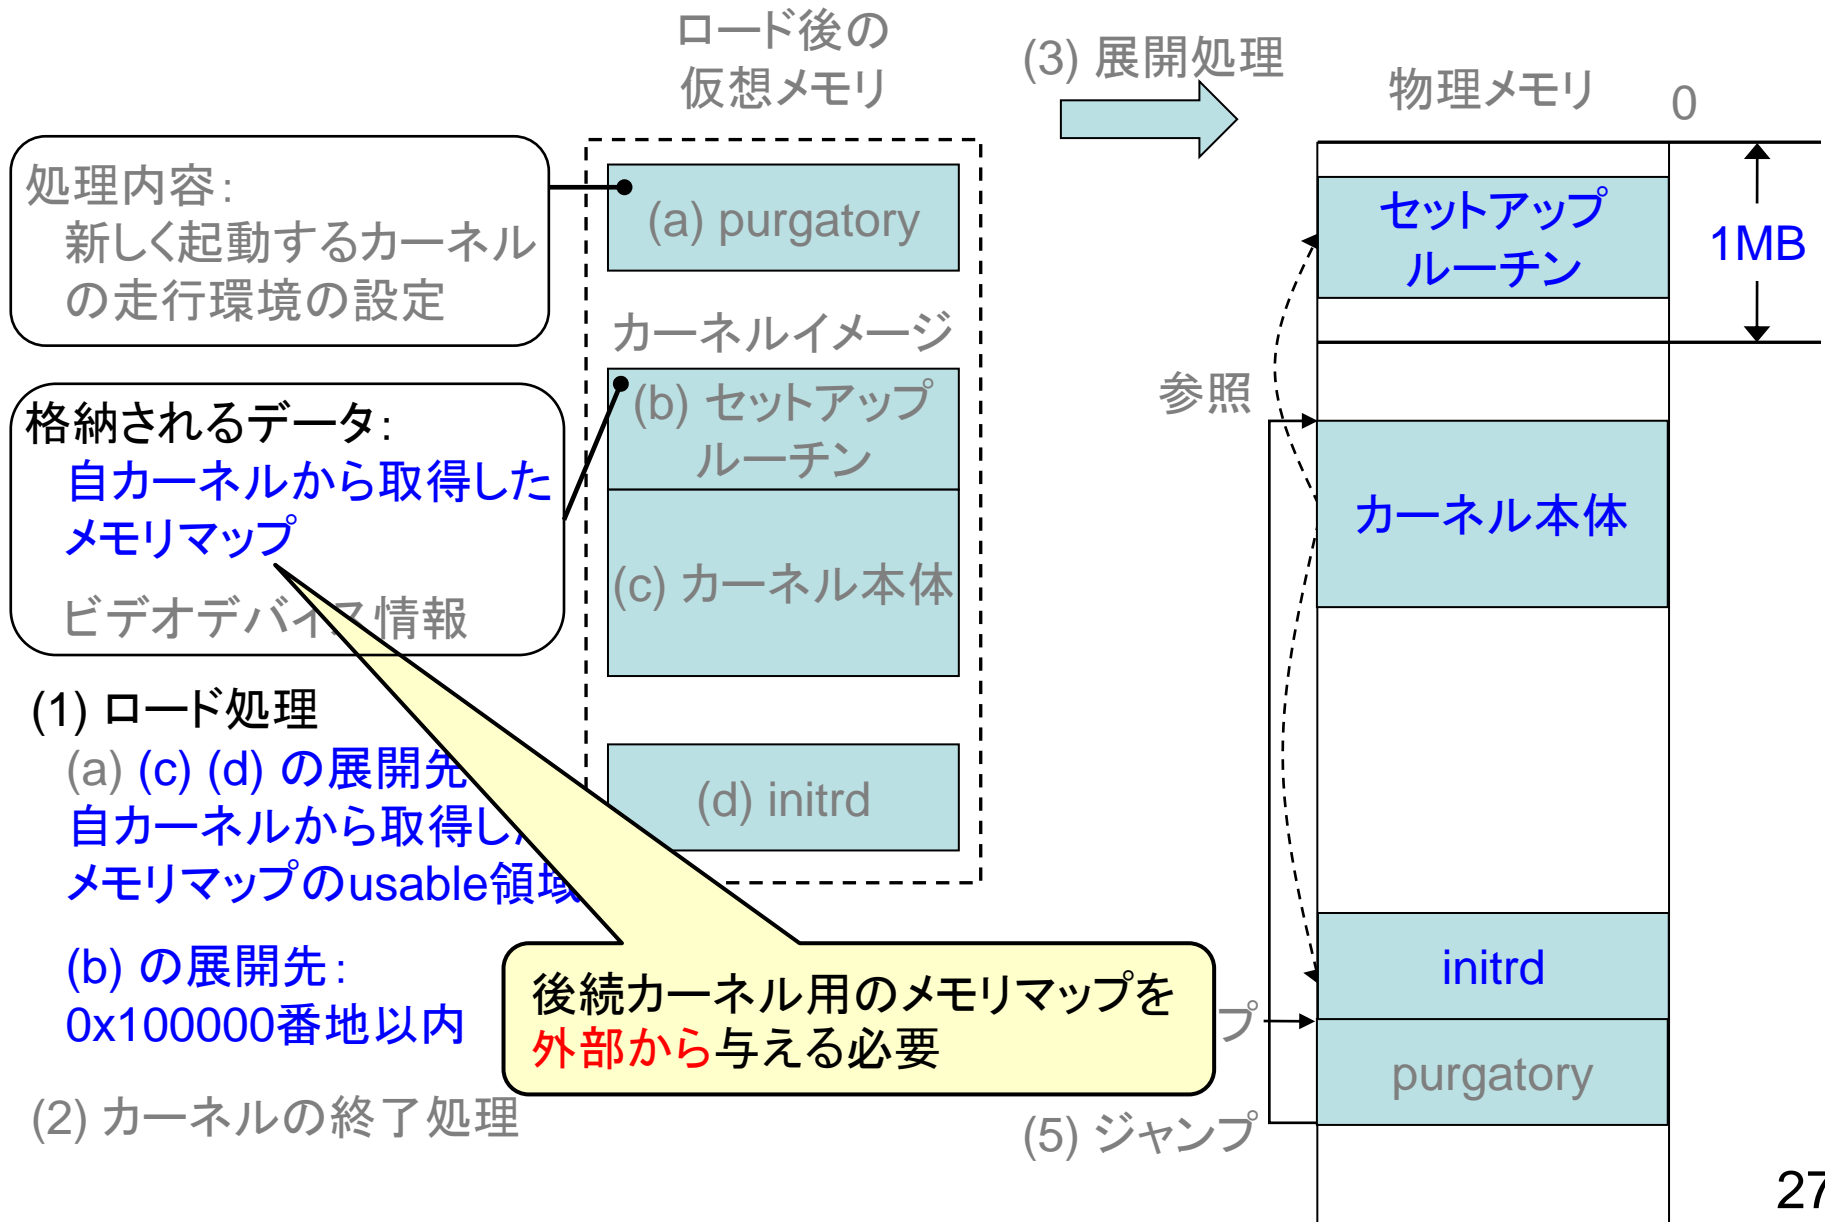 ロード後の
仮想メモリ
(3) 展開処理
物理メモリ
0
処理内容:
新しく起動するカーネル
の走行環境の設定
(a) purgatory
セットアップ
ルーチン
1MB
カーネルイメージ
格納されるデータ:
自カーネルから取得した
メモリマップ
ビデオデバイス情報
(b) セットアップ
ルーチン
(c) カーネル本体
参照
カーネル本体
(1) ロード処理
(a) (c) (d) の展開先
自カーネルから取得した
メモリマップのusable領域
(d) initrd
(b) の展開先:
0x100000番地以内
後続カーネル用のメモリマップを
外部から与える必要
プ
initrd
purgatory
(2) カーネルの終了処理
(5) ジャンプ
27